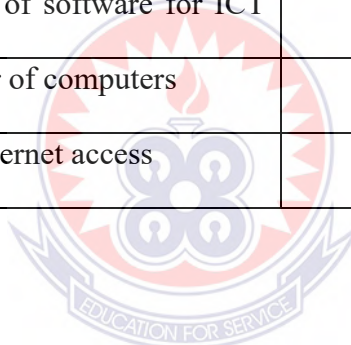 of software for ICT
of computers
ernet access
EDUCATION FOR SERVICE